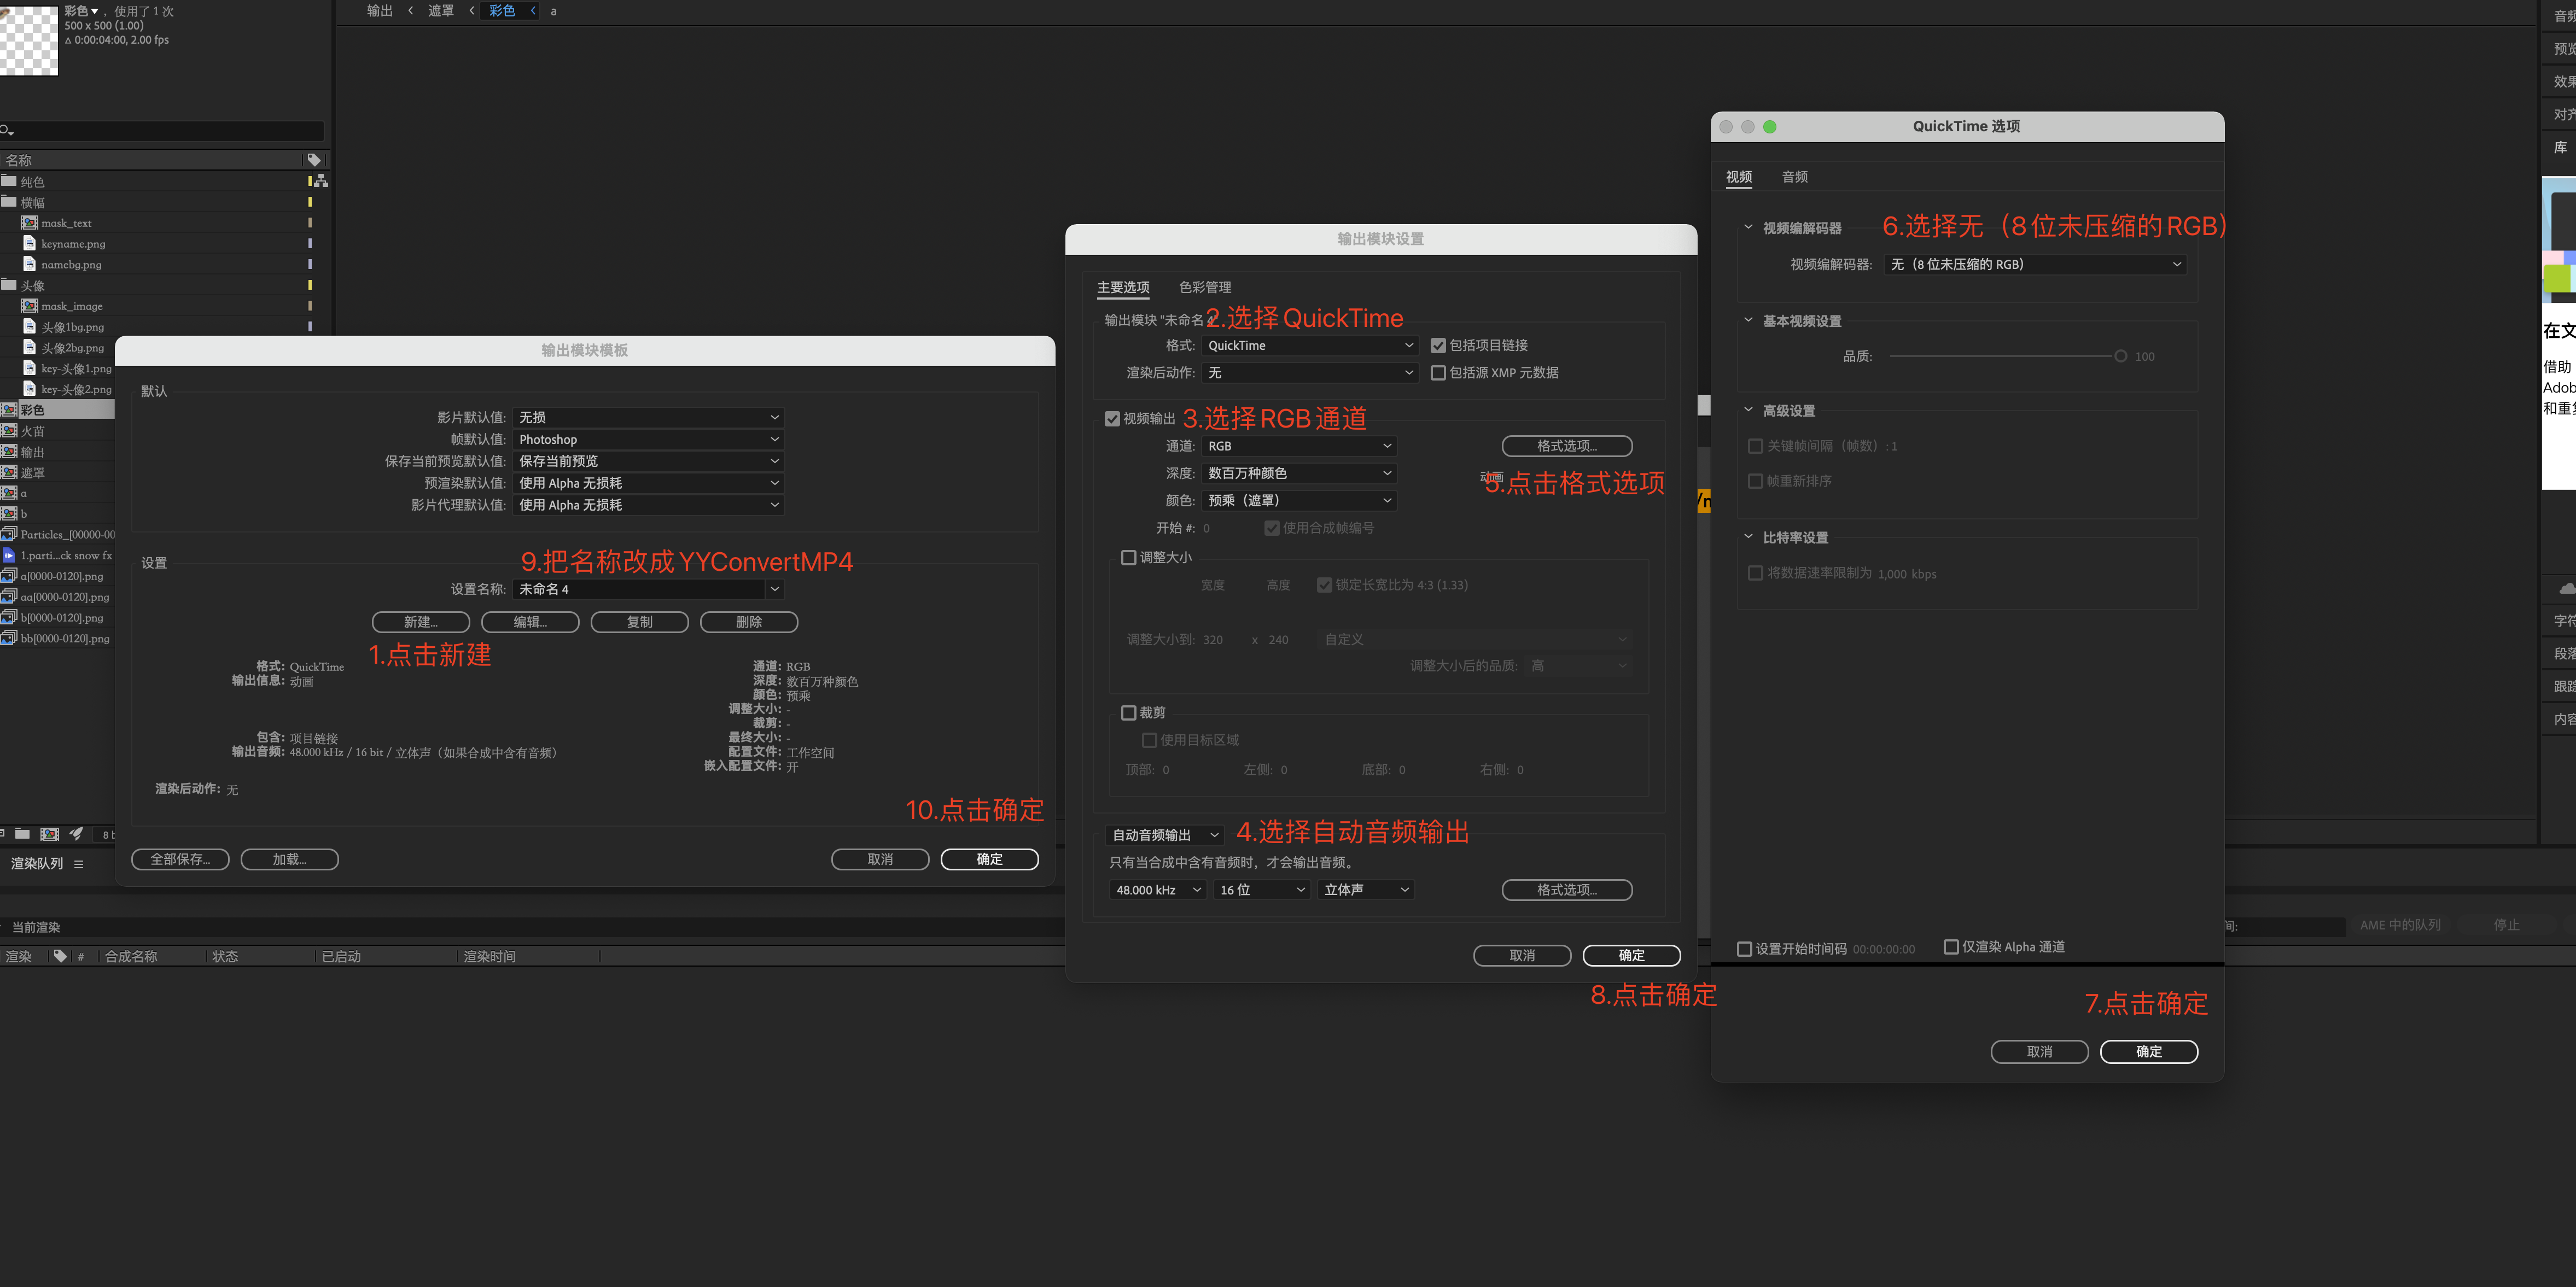 彩色▼，使用了 1 次
500 x 500 (1.00)
Δ 0:00:04:00, 2.00 fps
输出 < 遮罩 < 彩色 < a
名称
纯色
横幅
mask_text
keyname.png
namebg.png
头像
mask_image
头像1bg.png
头像2bg.png
key-头像1.png
key-头像2.png
彩色
火苗
输出
遮罩
a
b
Particles_[0000-00
1.parti...ck snow fx
a[0000-0120].png
aa[0000-0120].png
b[0000-0120].png
bb[0000-0120].png
8 b
渲染队列
当前渲染
渲染 # 合成名称 状态 已启动 渲染时间
输出模块模板
默认
影片默认值: 无损
帧默认值: Photoshop
保存当前预览默认值: 保存当前预览
预渲染默认值: 使用 Alpha 无损耗
影片代理默认值: 使用 Alpha 无损耗
设置
9.把名称改成YYConvertMP4
设置名称: 未命名 4
新建... 编辑... 复制 删除
1.点击新建
格式: QuickTime
输出信息: 动画
包含: 项目链接
输出音频: 48.000 kHz / 16 bit / 立体声（如果合成中含有音频）
渲染后动作: 无
通道: RGB
深度: 数百万种颜色
颜色: 预乘
调整大小: -
裁剪: -
最终大小: -
配置文件: 工作空间
嵌入配置文件: 开
10.点击确定
全部保存... 加载... 取消 确定
输出模块设置
主要选项 色彩管理
输出模块 "未命名 4"
2.选择QuickTime
格式: QuickTime 包括项目链接
渲染后动作: 无 包括源 XMP 元数据
视频输出 3.选择RGB通道
通道: RGB 格式选项...
深度: 数百万种颜色 动画
5.点击格式选项
颜色: 预乘（遮罩）
开始 #: 0 使用合成帧编号
调整大小
宽度 高度 锁定长宽比为 4:3 (1.33)
调整大小到: 320 x 240 自定义
调整大小后的品质: 高
裁剪
使用目标区域
顶部: 0 左侧: 0 底部: 0 右侧: 0
自动音频输出 4.选择自动音频输出
只有当合成中含有音频时，才会输出音频。
48.000 kHz 16 位 立体声 格式选项...
取消 确定
8.点击确定
QuickTime 选项
视频 音频
视频编解码器
6.选择无（8位未压缩的RGB）
视频编解码器: 无（8 位未压缩的 RGB）
基本视频设置
品质: 100
高级设置
关键帧间隔（帧数）: 1
帧重新排序
比特率设置
将数据速率限制为 1,000 kbps
设置开始时间码 00:00:00:00 仅渲染 Alpha 通道
7.点击确定
取消 确定
间: AME 中的队列 停止
音频
预览
效果
对齐
库
在文
借助
Adob
和重复
字符
段落
跟踪
内容